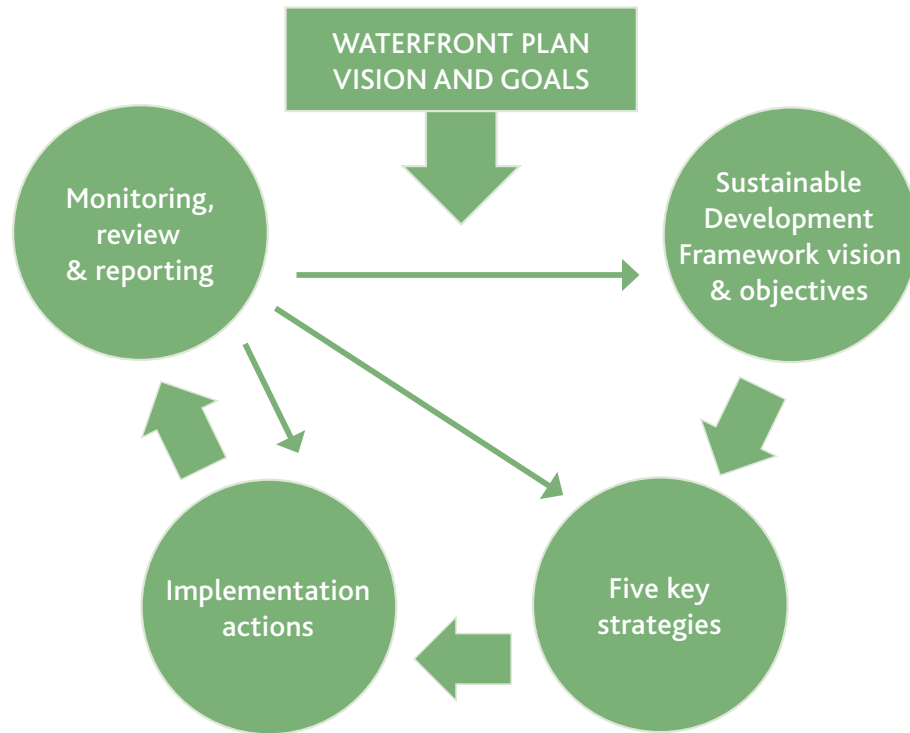 WATERFRONT PLAN
VISION AND GOALS
Monitoring,
review
& reporting
Sustainable
Development
Framework vision
& objectives
Implementation
actions
Five key
strategies